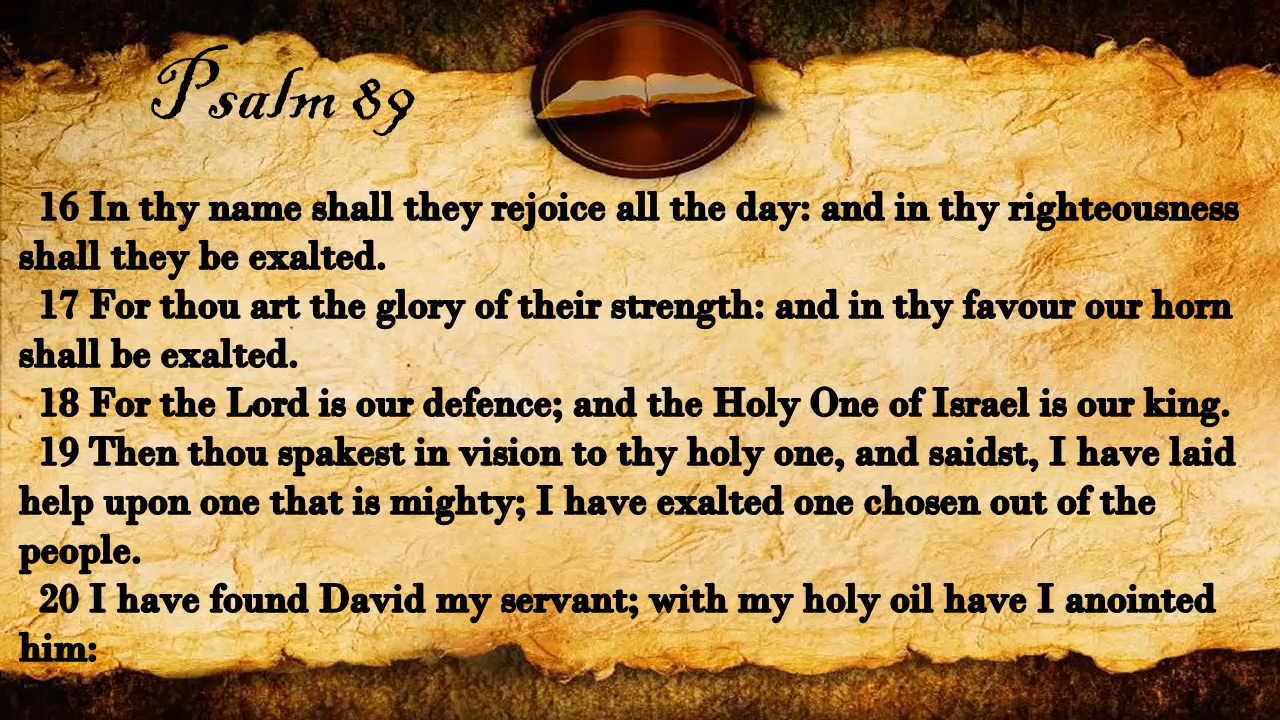 Psalm 89
16 In thy name shall they rejoice all the day: and in thy righteousness
shall they be exalted.
17 For thou art the glory of their strength: and in thy favour our horn
shall be exalted.
18 For the Lord is our defence; and the Holy One of Israel is our king.
19 Then thou spakest in vision to thy holy one, and saidst, I have laid
help upon one that is mighty; I have exalted one chosen out of the
people.
20 I have found David my servant; with my holy oil have I anointed
him: